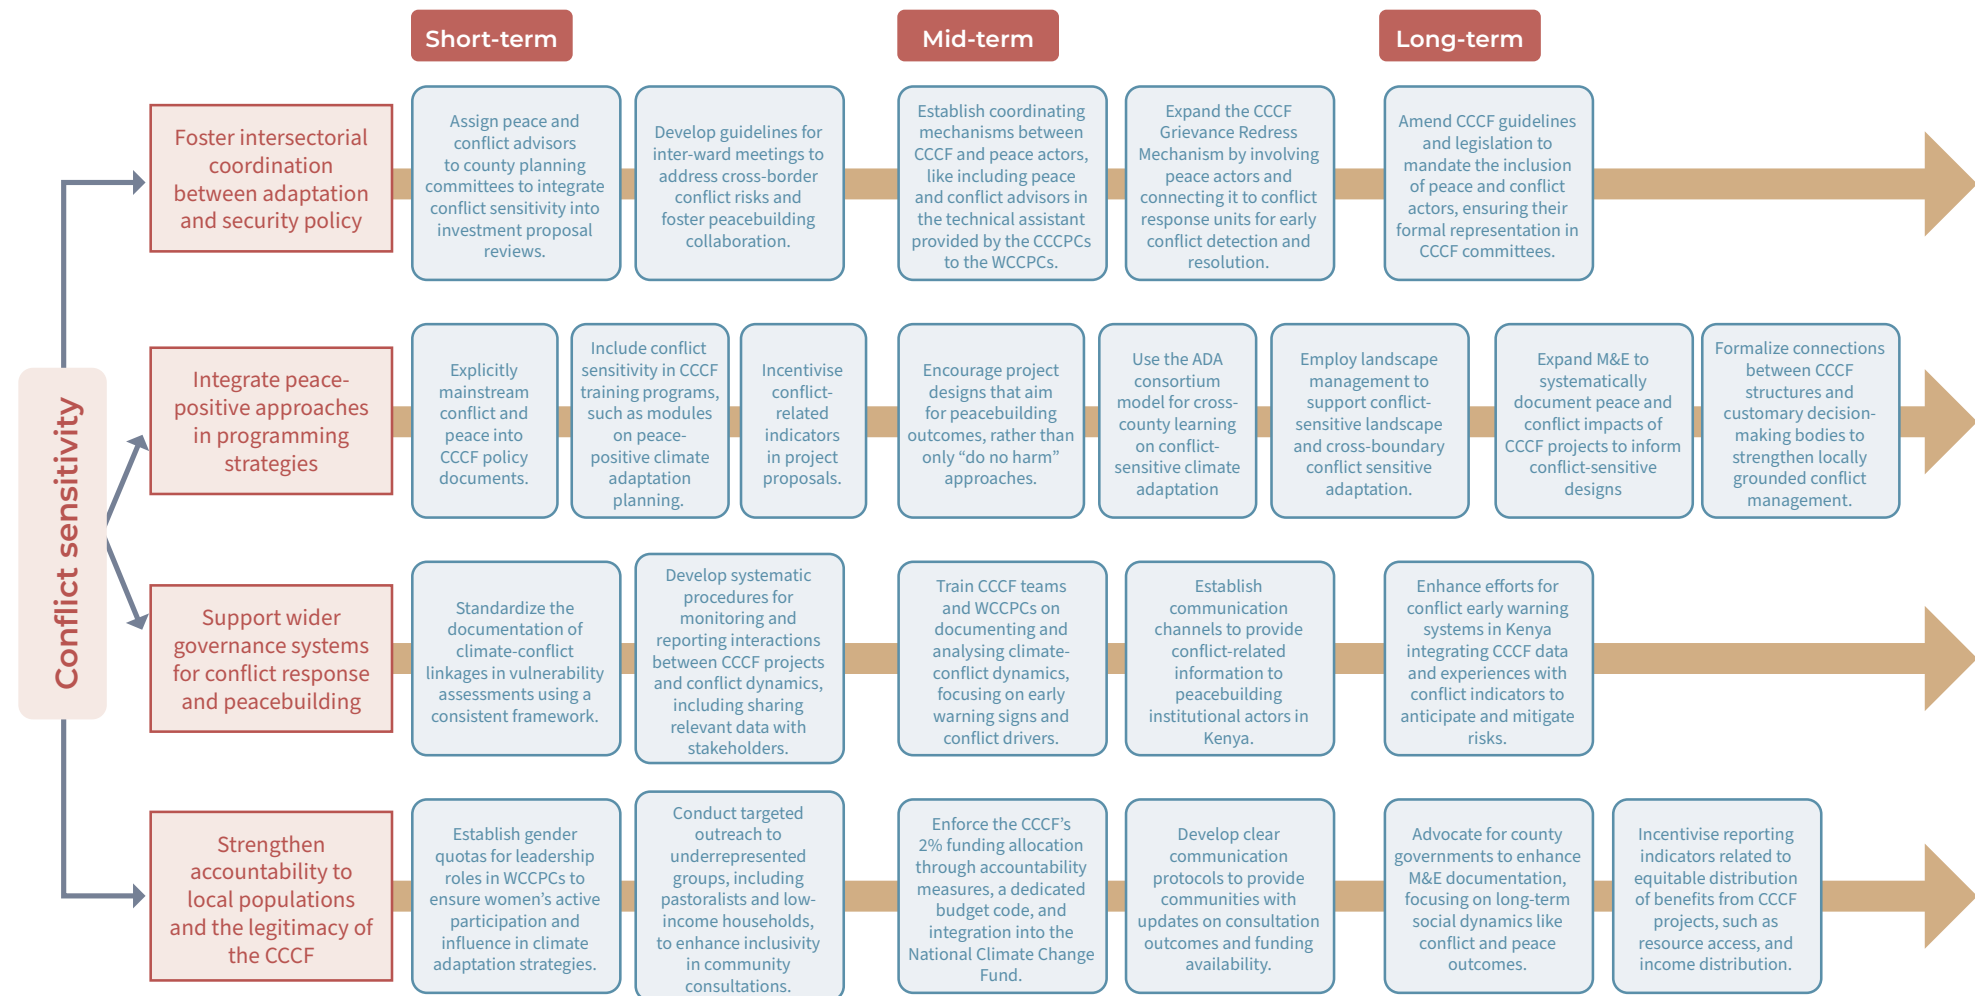 Short-term
Mid-term
Long-term
Conflict sensitivity
Foster intersectorial
coordination
between adaptation
and security policy
Assign peace and
conflict advisors
to county planning
committees to integrate
conflict sensitivity into
investment proposal
reviews.
Develop guidelines for
inter-ward meetings to
address cross-border
conflict risks and
foster peacebuilding
collaboration.
Establish coordinating
mechanisms between
CCCF and peace actors,
like including peace
and conflict advisors in
the technical assistant
provided by the CCCPCs
to the WCCPCs.
Expand the CCCF
Grievance Redress
Mechanism by involving
peace actors and
connecting it to conflict
response units for early
conflict detection and
resolution.
Amend CCCF guidelines
and legislation to
mandate the inclusion
of peace and conflict
actors, ensuring their
formal representation in
CCCF committees.
Integrate peace-
positive approaches
in programming
strategies
Explicitly
mainstream
conflict and
peace into
CCCF policy
documents.
Include conflict
sensitivity in CCCF
training programs,
such as modules
on peace-
positive climate
adaptation
planning.
Incentivise
conflict-
related
indicators
in project
proposals.
Encourage project
designs that aim
for peacebuilding
outcomes, rather than
only “do no harm”
approaches.
Use the ADA
consortium
model for cross-
county learning
on conflict-
sensitive climate
adaptation
Employ landscape
management to
support conflict-
sensitive landscape
and cross-boundary
conflict sensitive
adaptation.
Expand M&E to
systematically
document peace and
conflict impacts of
CCCF projects to inform
conflict-sensitive
designs
Formalize connections
between CCCF
structures and
customary decision-
making bodies to
strengthen locally
grounded conflict
management.
Support wider
governance systems
for conflict response
and peacebuilding
Standardize the
documentation of
climate-conflict
linkages in vulnerability
assessments using a
consistent framework.
Develop systematic
procedures for
monitoring and
reporting interactions
between CCCF projects
and conflict dynamics,
including sharing
relevant data with
stakeholders.
Train CCCF teams
and WCCPCs on
documenting and
analysing climate-
conflict dynamics,
focusing on early
warning signs and
conflict drivers.
Establish
communication
channels to provide
conflict-related
information to
peacebuilding
institutional actors in
Kenya.
Enhance efforts for
conflict early warning
systems in Kenya
integrating CCCF data
and experiences with
conflict indicators to
anticipate and mitigate
risks.
Strengthen
accountability to
local populations
and the legitimacy of
the CCCF
Establish gender
quotas for leadership
roles in WCCPCs to
ensure women’s active
participation and
influence in climate
adaptation strategies.
Conduct targeted
outreach to
underrepresented
groups, including
pastoralists and low-
income households,
to enhance inclusivity
in community
consultations.
Enforce the CCCF’s
2% funding allocation
through accountability
measures, a dedicated
budget code, and
integration into the
National Climate Change
Fund.
Develop clear
communication
protocols to provide
communities with
updates on consultation
outcomes and funding
availability.
Advocate for county
governments to enhance
M&E documentation,
focusing on long-term
social dynamics like
conflict and peace
outcomes.
Incentivise reporting
indicators related to
equitable distribution
of benefits from CCCF
projects, such as
resource access, and
income distribution.